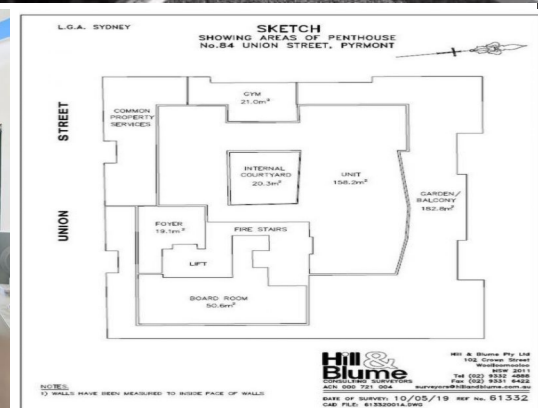 L.G.A. SYDNEY
SKETCH
SHOWING AREAS OF PENTHOUSE
No.84 UNION STREET, PYRMONT
UNION STREET
COMMON
PROPERTY
SERVICES
GYM
21.0m²
INTERNAL
COURTYARD
20.3m²
UNIT
158.2m²
GARDEN/
BALCONY
182.8m²
FOYER
19.1m²
FIRE STAIRS
LIFT
BOARD ROOM
50.6m²
NOTES:
1) WALLS HAVE BEEN MEASURED TO INSIDE FACE OF WALLS
Hill & Blume
CONSULTING SURVEYORS
ACN 000 721 004
Hill & Blume Pty Ltd
102 Crown Street
Woolloomooloo
NSW 2011
Tel (02) 9332 4888
Fax (02) 9331 6422
surveyors@hillandblume.com.au
DATE OF SURVEY: 10/05/19 REF No. 61332
CAD FILE: 61332001A.DWG